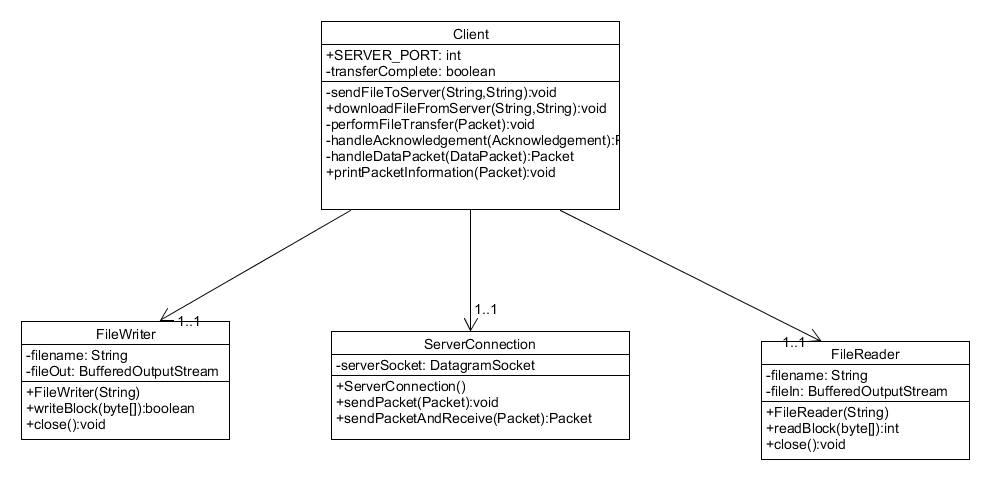 Client
+SERVER_PORT: int
-transferComplete: boolean
-sendFileToServer(String,String):void
+downloadFileFromServer(String,String):void
-performFileTransfer(Packet):void
-handleAcknowledgement(Acknowledgement):
-handleDataPacket(DataPacket):Packet
+printPacketInformation(Packet):void
1..1
FileWriter
-filename: String
-fileOut: BufferedOutputStream
+FileWriter(String)
+writeBlock(byte[]):boolean
+close():void
1..1
ServerConnection
-serverSocket: DatagramSocket
+ServerConnection()
+sendPacket(Packet):void
+sendPacketAndReceive(Packet):Packet
1..1
FileReader
-filename: String
-fileIn: BufferedOutputStream
+FileReader(String)
+readBlock(byte[]):int
+close():void